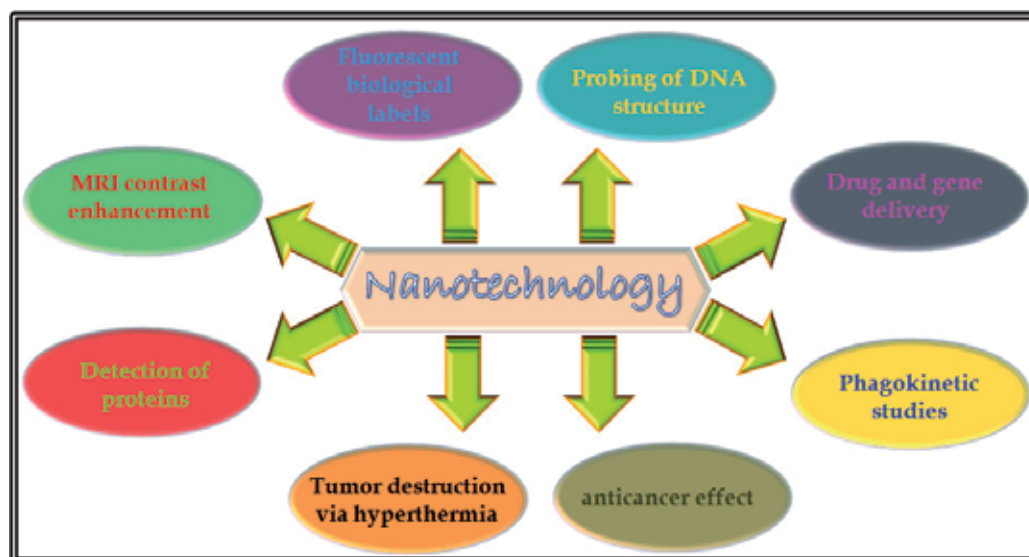 Fluorescent
biological
labels
Probing of DNA
structure
MRI contrast
enhancement
Drug and gene
delivery
Nanotechnology
Detection of
proteins
Phagokinetic
studies
Tumor destruction
via hyperthermia
anticancer effect